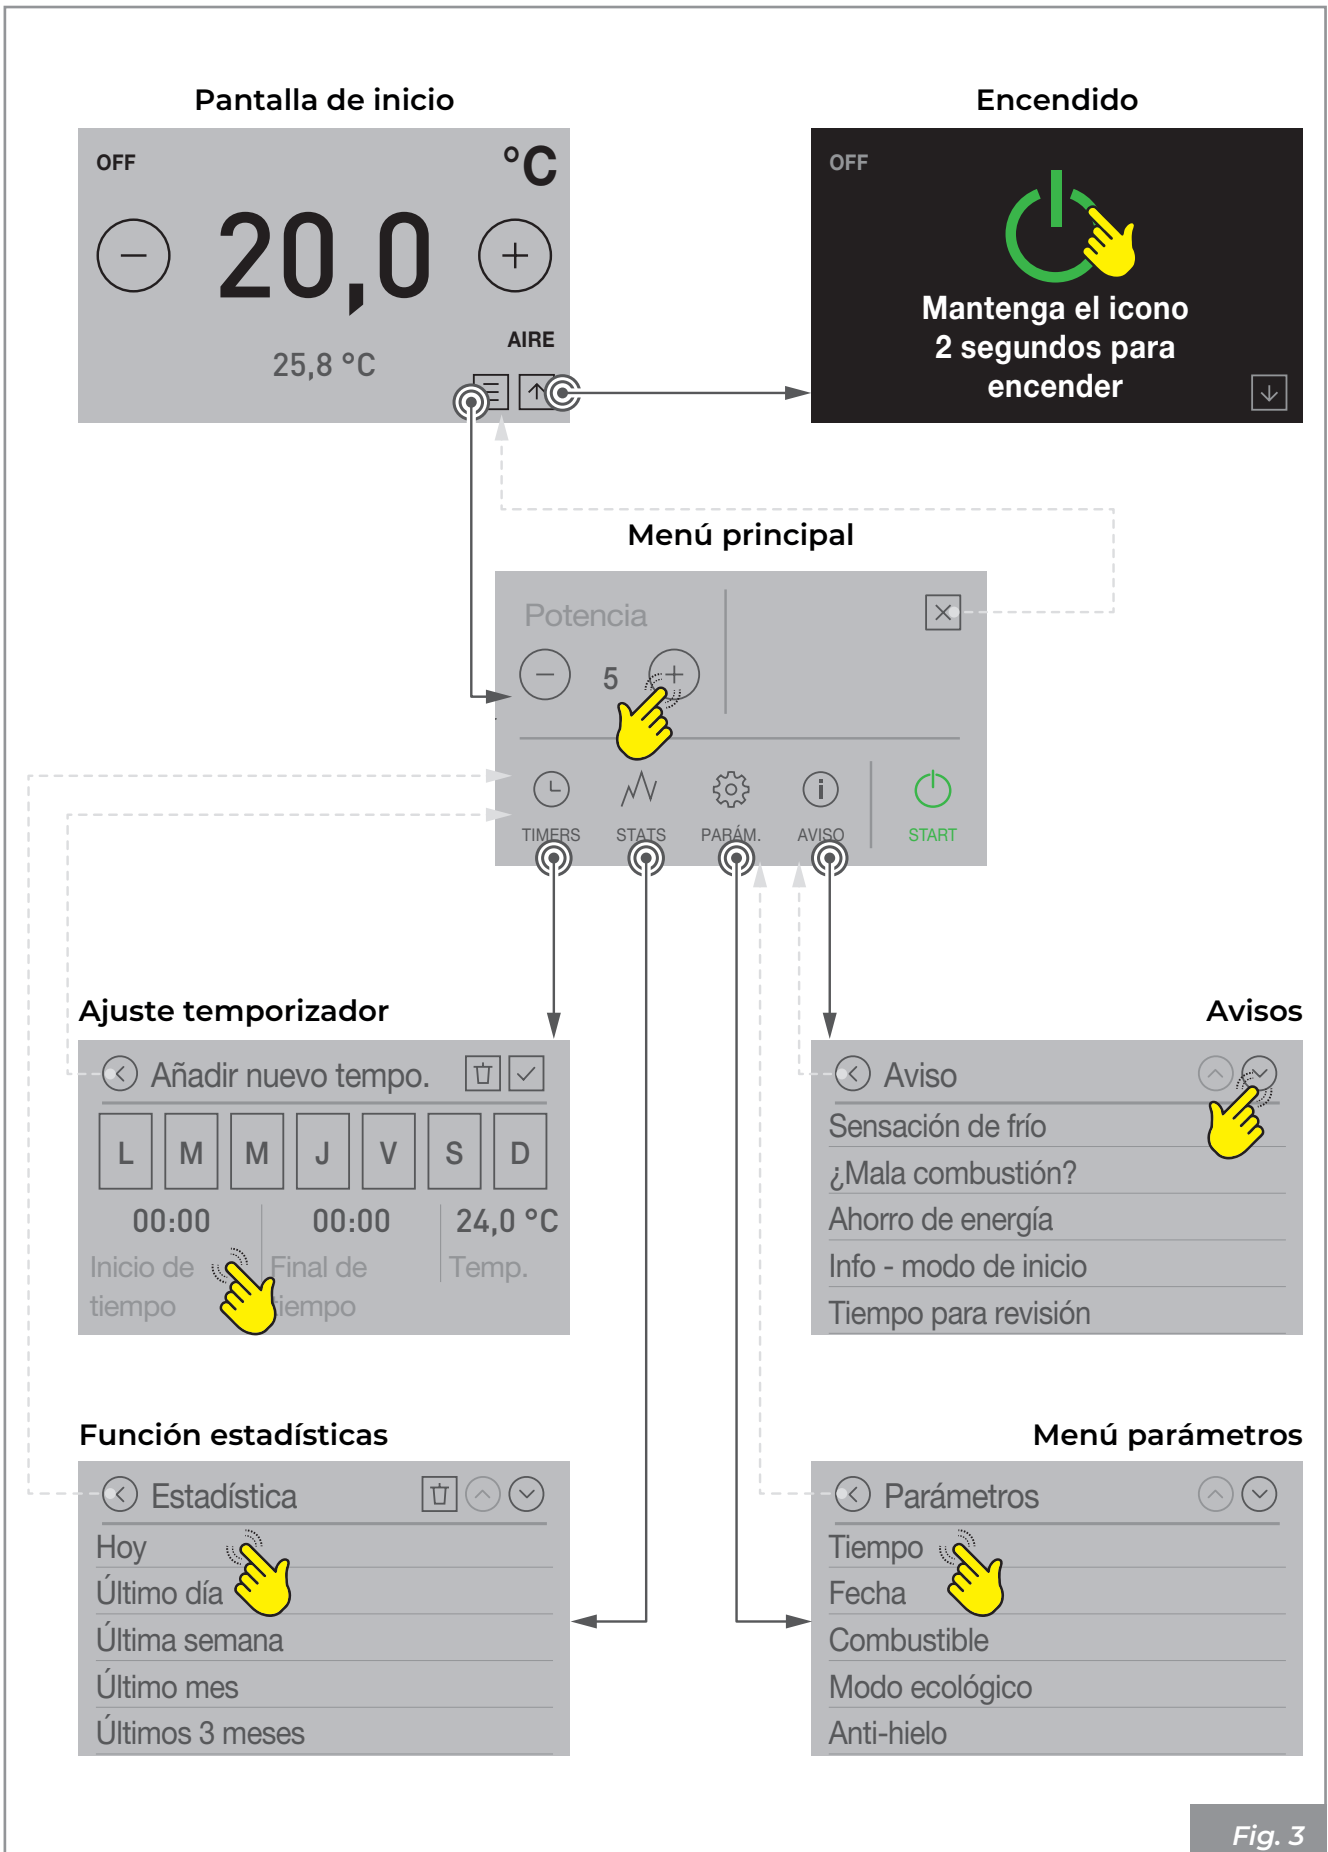 Pantalla de inicio
OFF
°C
20,0
AIRE
25,8 °C
Encendido
OFF
Mantenga el icono
2 segundos para
encender
Menú principal
Potencia
5
TIMERS STATS PARÁM. AVISO START
Ajuste temporizador
Añadir nuevo tempo.
L M M J V S D
00:00 00:00 24,0 °C
Inicio de Final de Temp.
tiempo tiempo
Avisos
Aviso
Sensación de frío
¿Mala combustión?
Ahorro de energía
Info - modo de inicio
Tiempo para revisión
Función estadísticas
Estadística
Hoy
Último día
Última semana
Último mes
Últimos 3 meses
Menú parámetros
Parámetros
Tiempo
Fecha
Combustible
Modo ecológico
Anti-hielo
Fig. 3